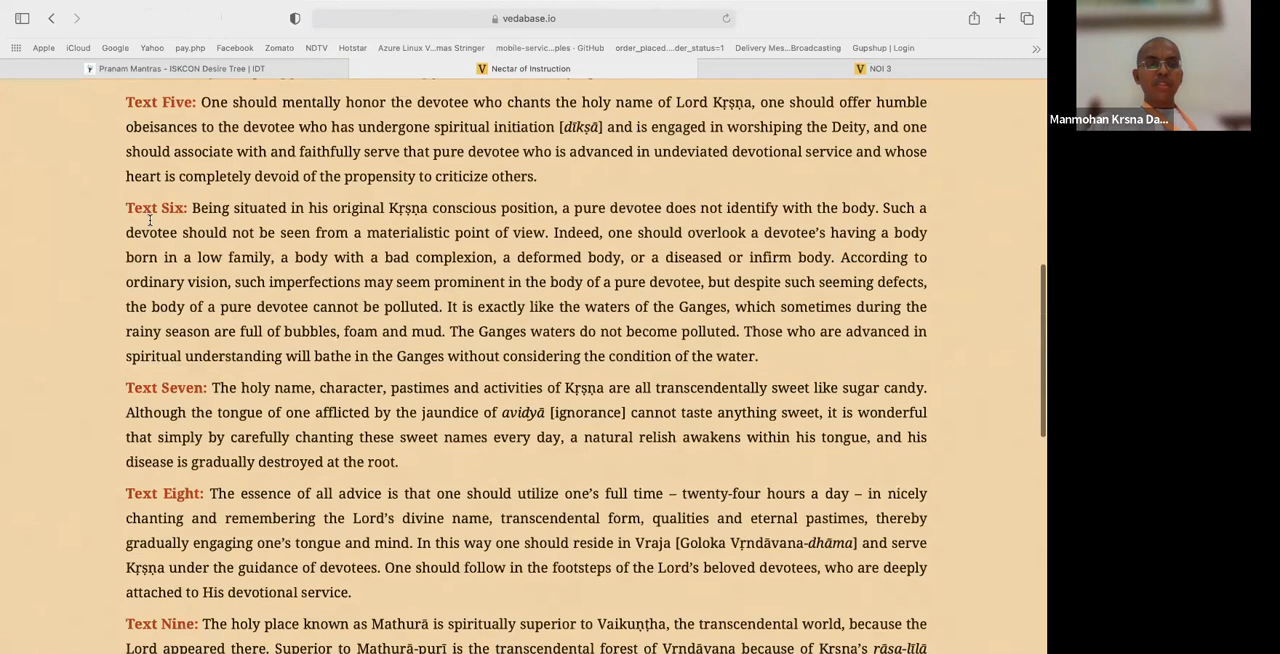 vedabase.io
Apple iCloud Google Yahoo pay.php Facebook Zomato NDTV Hotstar Azure Linux V...mas Stringer mobile-servic...ples · GitHub order_placed....der_status=1 Delivery Mes...Broadcasting Gupshup | Login
Pranam Mantras - ISKCON Desire Tree | IDT
Nectar of Instruction
NOI 3
Text Five: One should mentally honor the devotee who chants the holy name of Lord Kṛṣṇa, one should offer humble
obeisances to the devotee who has undergone spiritual initiation [dīkṣā] and is engaged in worshiping the Deity, and one
should associate with and faithfully serve that pure devotee who is advanced in undeviated devotional service and whose
heart is completely devoid of the propensity to criticize others.
Text Six: Being situated in his original Kṛṣṇa conscious position, a pure devotee does not identify with the body. Such a
devotee should not be seen from a materialistic point of view. Indeed, one should overlook a devotee’s having a body
born in a low family, a body with a bad complexion, a deformed body, or a diseased or infirm body. According to
ordinary vision, such imperfections may seem prominent in the body of a pure devotee, but despite such seeming defects,
the body of a pure devotee cannot be polluted. It is exactly like the waters of the Ganges, which sometimes during the
rainy season are full of bubbles, foam and mud. The Ganges waters do not become polluted. Those who are advanced in
spiritual understanding will bathe in the Ganges without considering the condition of the water.
Text Seven: The holy name, character, pastimes and activities of Kṛṣṇa are all transcendentally sweet like sugar candy.
Although the tongue of one afflicted by the jaundice of avidyā [ignorance] cannot taste anything sweet, it is wonderful
that simply by carefully chanting these sweet names every day, a natural relish awakens within his tongue, and his
disease is gradually destroyed at the root.
Text Eight: The essence of all advice is that one should utilize one’s full time – twenty-four hours a day – in nicely
chanting and remembering the Lord’s divine name, transcendental form, qualities and eternal pastimes, thereby
gradually engaging one’s tongue and mind. In this way one should reside in Vraja [Goloka Vṛndāvana-dhāma] and serve
Kṛṣṇa under the guidance of devotees. One should follow in the footsteps of the Lord’s beloved devotees, who are deeply
attached to His devotional service.
Text Nine: The holy place known as Mathurā is spiritually superior to Vaikuṇṭha, the transcendental world, because the
Lord appeared there. Superior to Mathurā-purī is the transcendental forest of Vṛndāvana because of Kṛṣṇa’s rāsa-līlā
Manmohan Krsna Da...